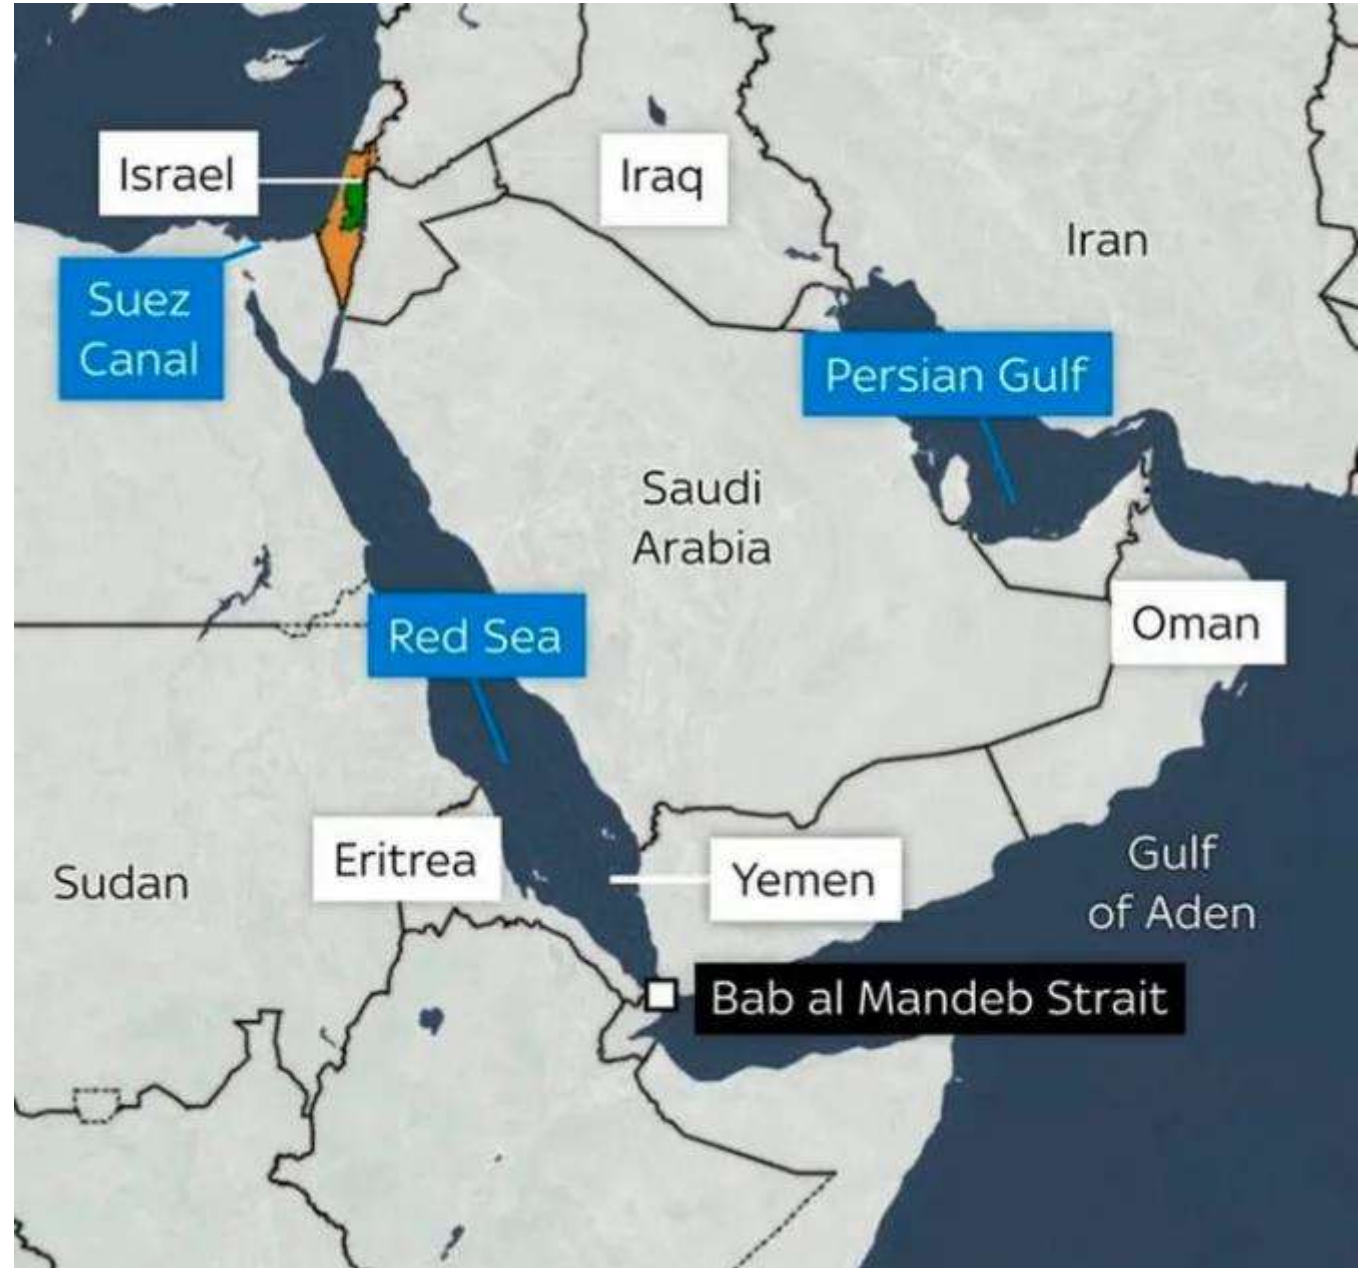 Israel
Iraq
Iran
Suez
Canal
Persian Gulf
Saudi
Arabia
Oman
Red Sea
Eritrea
Sudan
Yemen
Gulf
of Aden
Bab al Mandeb Strait